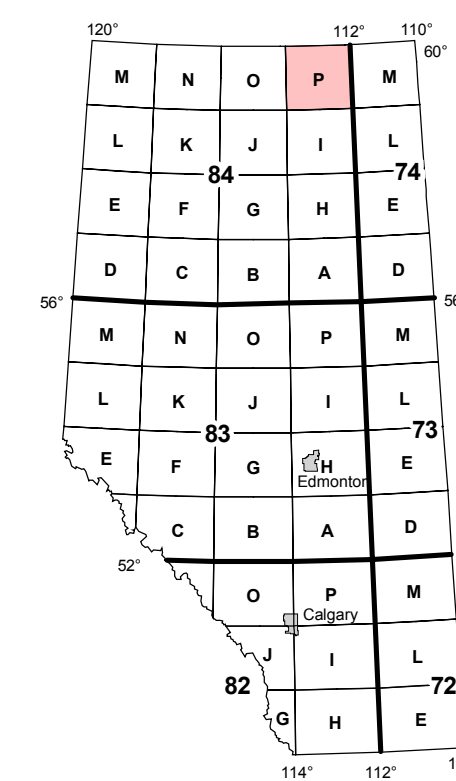 120° 112° 110°
60°
M N O P M
L K J I L
84 74
E F G H E
D C B A D
56° 56
M N O P M
L K J I L
83 73
E F G H E
Edmonton
C B A D
52°
O P M
Calgary
J I L
82 72
G H E
114° 112° 1